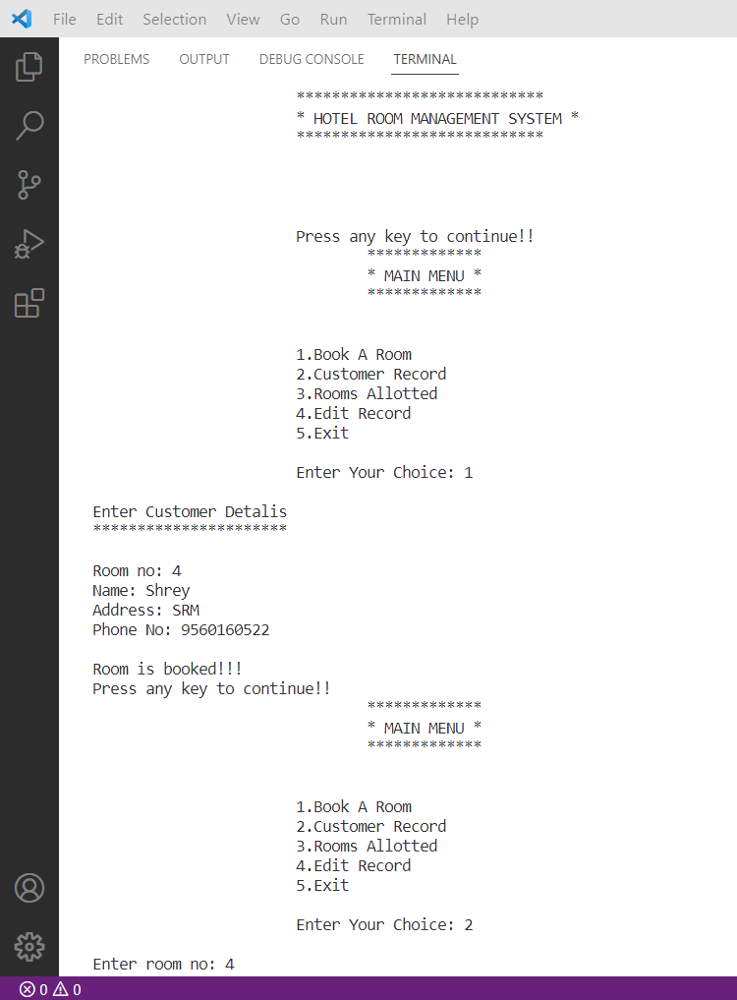 File Edit Selection View Go Run Terminal Help
PROBLEMS OUTPUT DEBUG CONSOLE TERMINAL
****************************
* HOTEL ROOM MANAGEMENT SYSTEM *
****************************
Press any key to continue!!
*************
* MAIN MENU *
*************
1.Book A Room
2.Customer Record
3.Rooms Allotted
4.Edit Record
5.Exit
Enter Your Choice: 1
Enter Customer Detalis
**********************
Room no: 4
Name: Shrey
Address: SRM
Phone No: 9560160522
Room is booked!!!
Press any key to continue!!
*************
* MAIN MENU *
*************
1.Book A Room
2.Customer Record
3.Rooms Allotted
4.Edit Record
5.Exit
Enter Your Choice: 2
Enter room no: 4
0 0